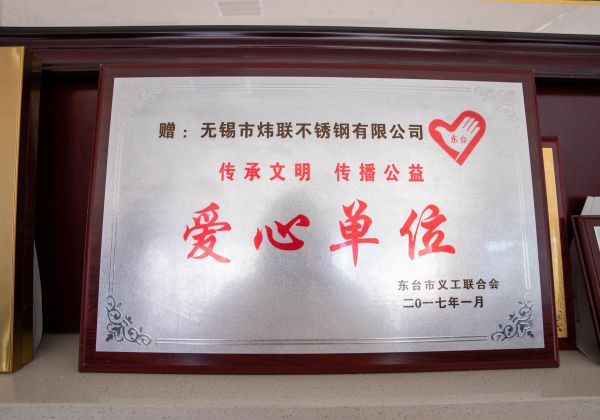 赠：无锡市炜联不锈钢有限公司
东台
传承文明 传播公益
爱心单位
东台市义工联合会
二0一七年一月